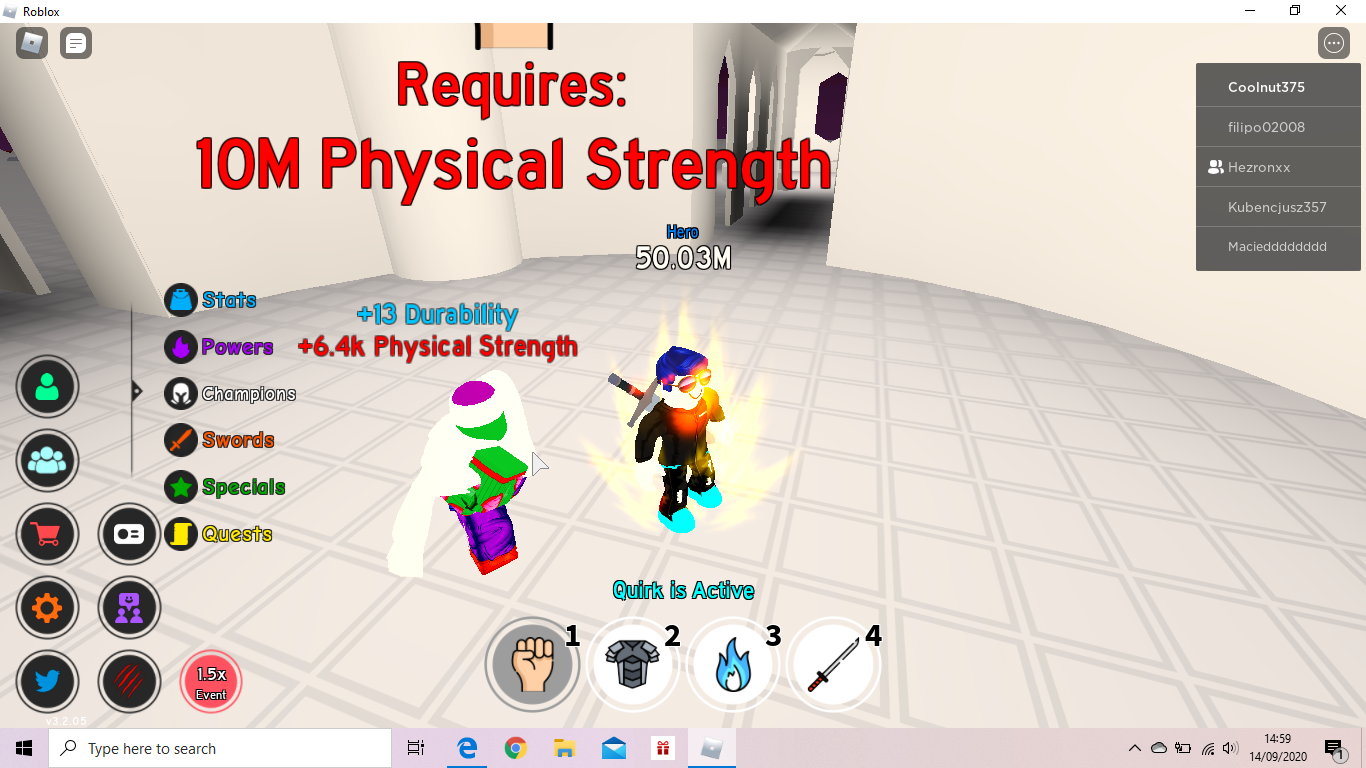 Roblox
Requires:
10M Physical Strength
Coolnut375
filipo02008
Hezronxx
Kubencjusz357
Maciedddddddd
Hero
50.03M
+13 Durability
+6.4k Physical Strength
Stats
Powers
Champions
Swords
Specials
Quests
1.5x
Event
Quirk is Active
1
2
3
4
v3.2.05
Type here to search
14:59
14/09/2020
1